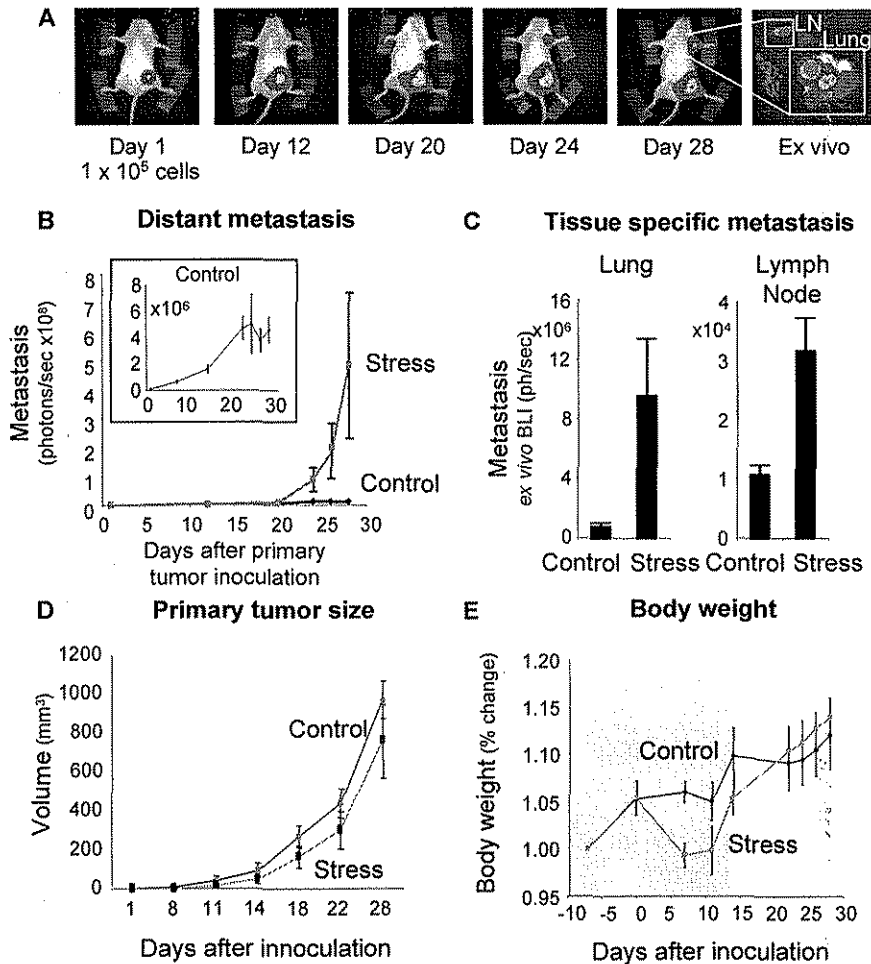 A
LN
Lung
Day 1
1 x 10⁵ cells
Day 12
Day 20
Day 24
Day 28
Ex vivo
B
Distant metastasis
Metastasis
(photons/sec x10⁸)
8
7
6
5
4
3
2
1
0
Control
x10⁶
8
6
4
2
0
0 10 20 30
Stress
Control
0 5 10 15 20 25 30
Days after primary
tumor inoculation
C
Tissue specific metastasis
Lung
Lymph
Node
Metastasis
ex vivo BLI (ph/sec)
16
x10⁶
12
8
4
0
Control Stress
4
x10⁴
3
2
1
0
Control Stress
D
Primary tumor size
Volume (mm³)
1200
1000
800
600
400
200
0
Control
Stress
1 8 11 14 18 22 28
Days after innoculation
E
Body weight
Body weight (% change)
1.20
1.15
1.10
1.05
1.00
0.95
Control
Stress
-10 -5 0 5 10 15 20 25 30
Days after inoculation